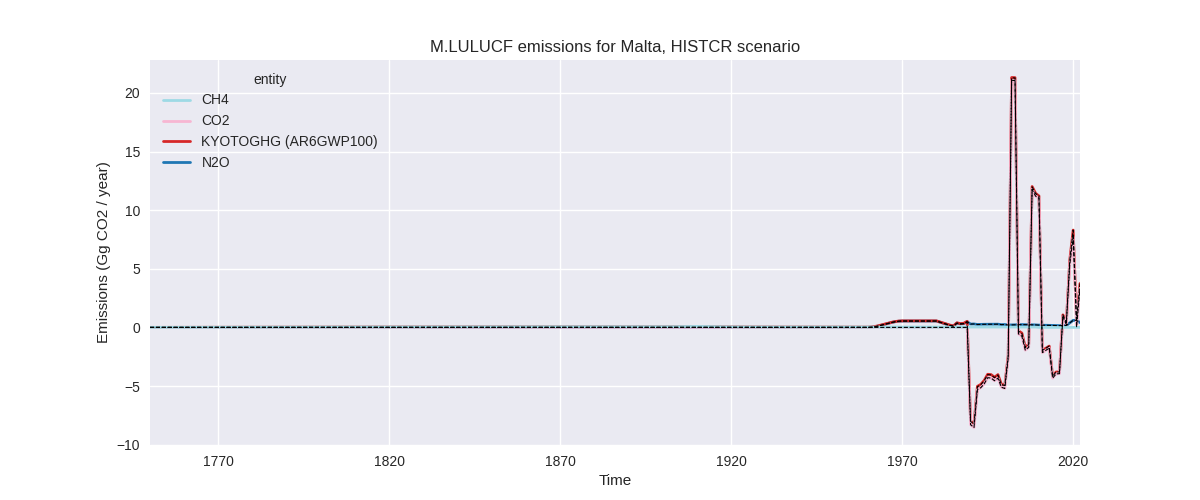 M.LULUCF emissions for Malta, HISTCR scenario
entity
CH4
CO2
KYOTOGHG (AR6GWP100)
N2O
Emissions (Gg CO2 / year)
20
15
10
5
0
−5
−10
1770
1820
1870
1920
1970
2020
Time